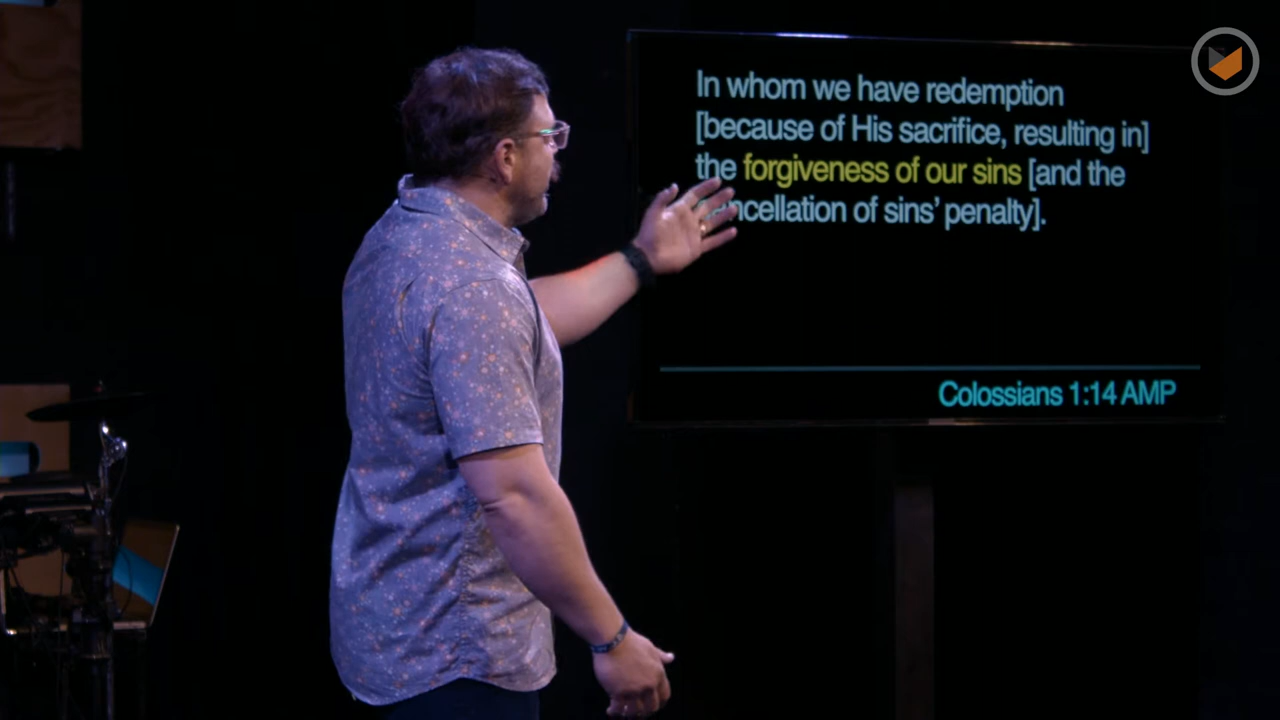 In whom we have redemption
[because of His sacrifice, resulting in]
the forgiveness of our sins [and the
ncellation of sins' penalty].
Colossians 1:14 AMP